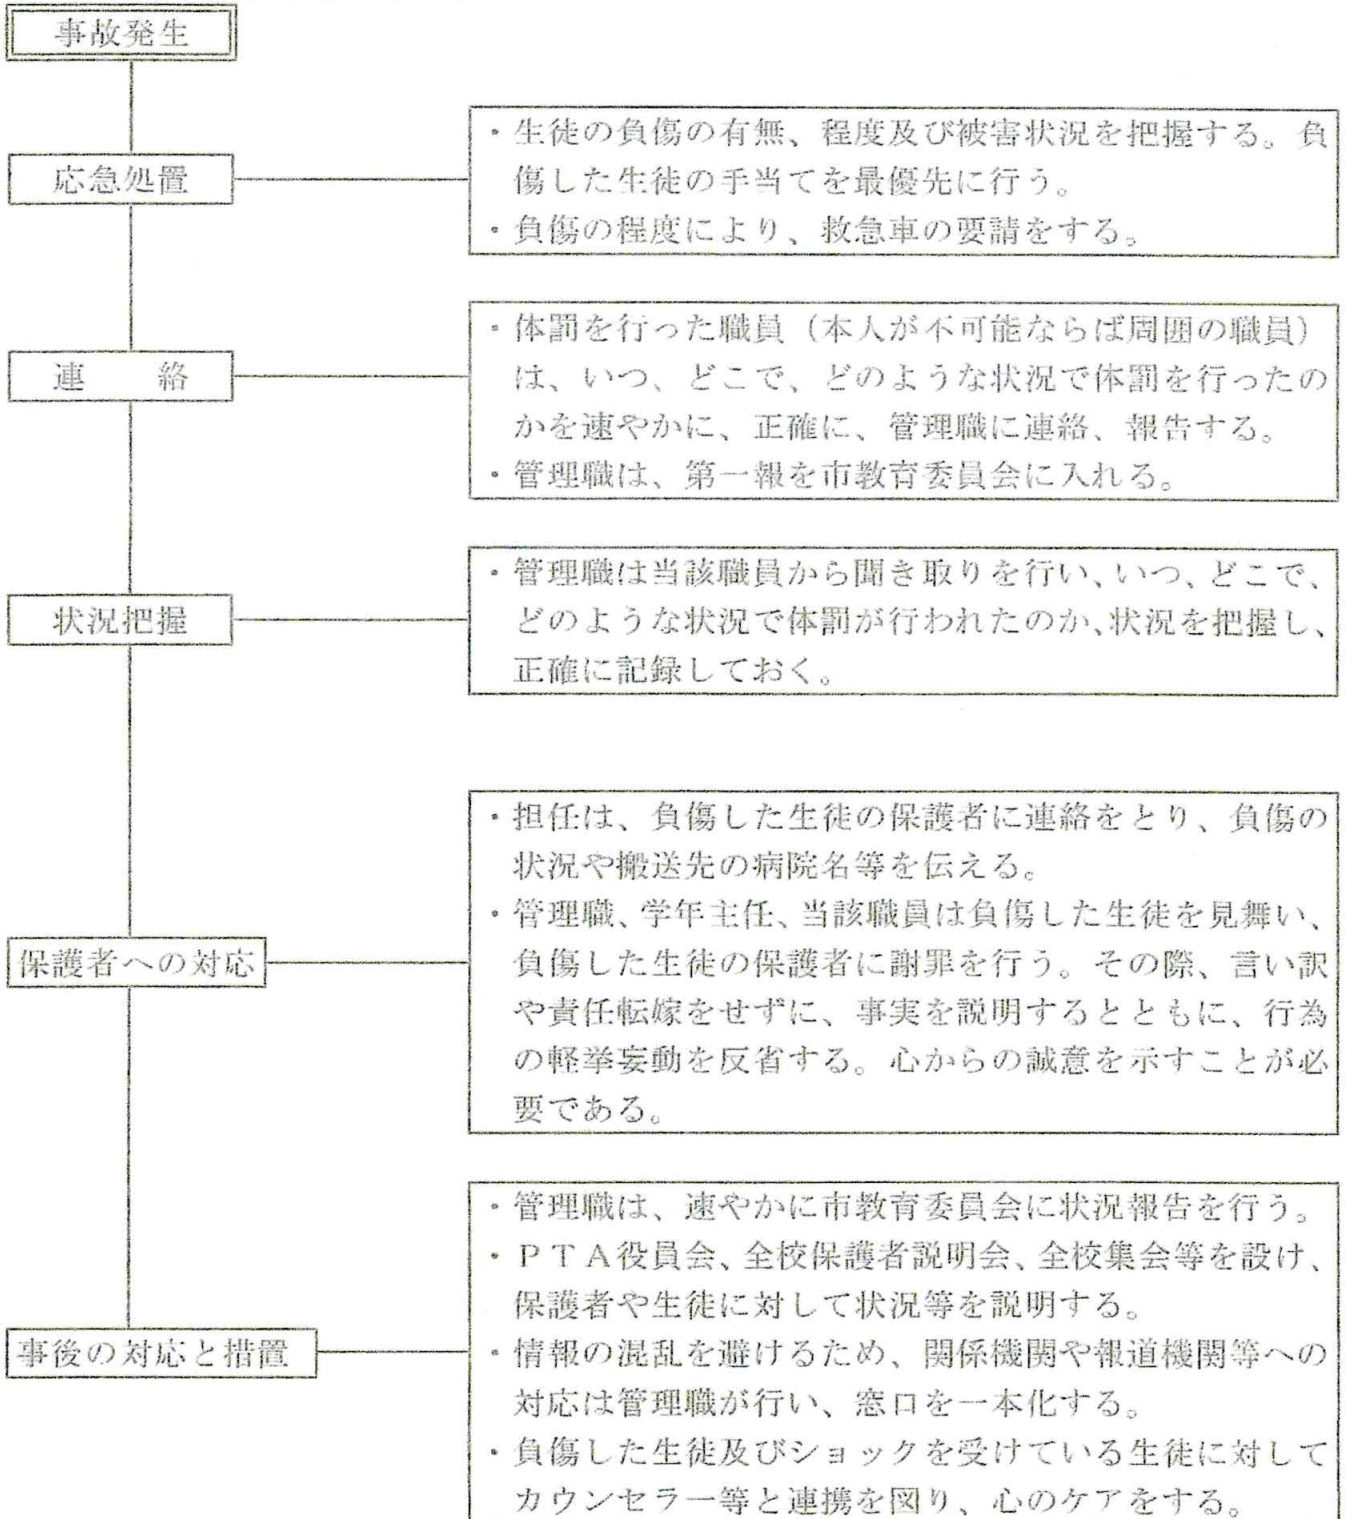 事故発生
応急処置
・生徒の負傷の有無、程度及び被害状況を把握する。負
傷した生徒の手当てを最優先に行う。
・負傷の程度により、救急車の要請をする。
連　　絡
・体罰を行った職員（本人が不可能ならば周囲の職員）
は、いつ、どこで、どのような状況で体罰を行ったの
かを速やかに、正確に、管理職に連絡、報告する。
・管理職は、第一報を市教育委員会に入れる。
状況把握
・管理職は当該職員から聞き取りを行い、いつ、どこで、
どのような状況で体罰が行われたのか、状況を把握し、
正確に記録しておく。
保護者への対応
・担任は、負傷した生徒の保護者に連絡をとり、負傷の
状況や搬送先の病院名等を伝える。
・管理職、学年主任、当該職員は負傷した生徒を見舞い、
負傷した生徒の保護者に謝罪を行う。その際、言い訳
や責任転嫁をせずに、事実を説明するとともに、行為
の軽挙妄動を反省する。心からの誠意を示すことが必
要である。
事後の対応と措置
・管理職は、速やかに市教育委員会に状況報告を行う。
・ＰＴＡ役員会、全校保護者説明会、全校集会等を設け、
保護者や生徒に対して状況等を説明する。
・情報の混乱を避けるため、関係機関や報道機関等への
対応は管理職が行い、窓口を一本化する。
・負傷した生徒及びショックを受けている生徒に対して
カウンセラー等と連携を図り、心のケアをする。